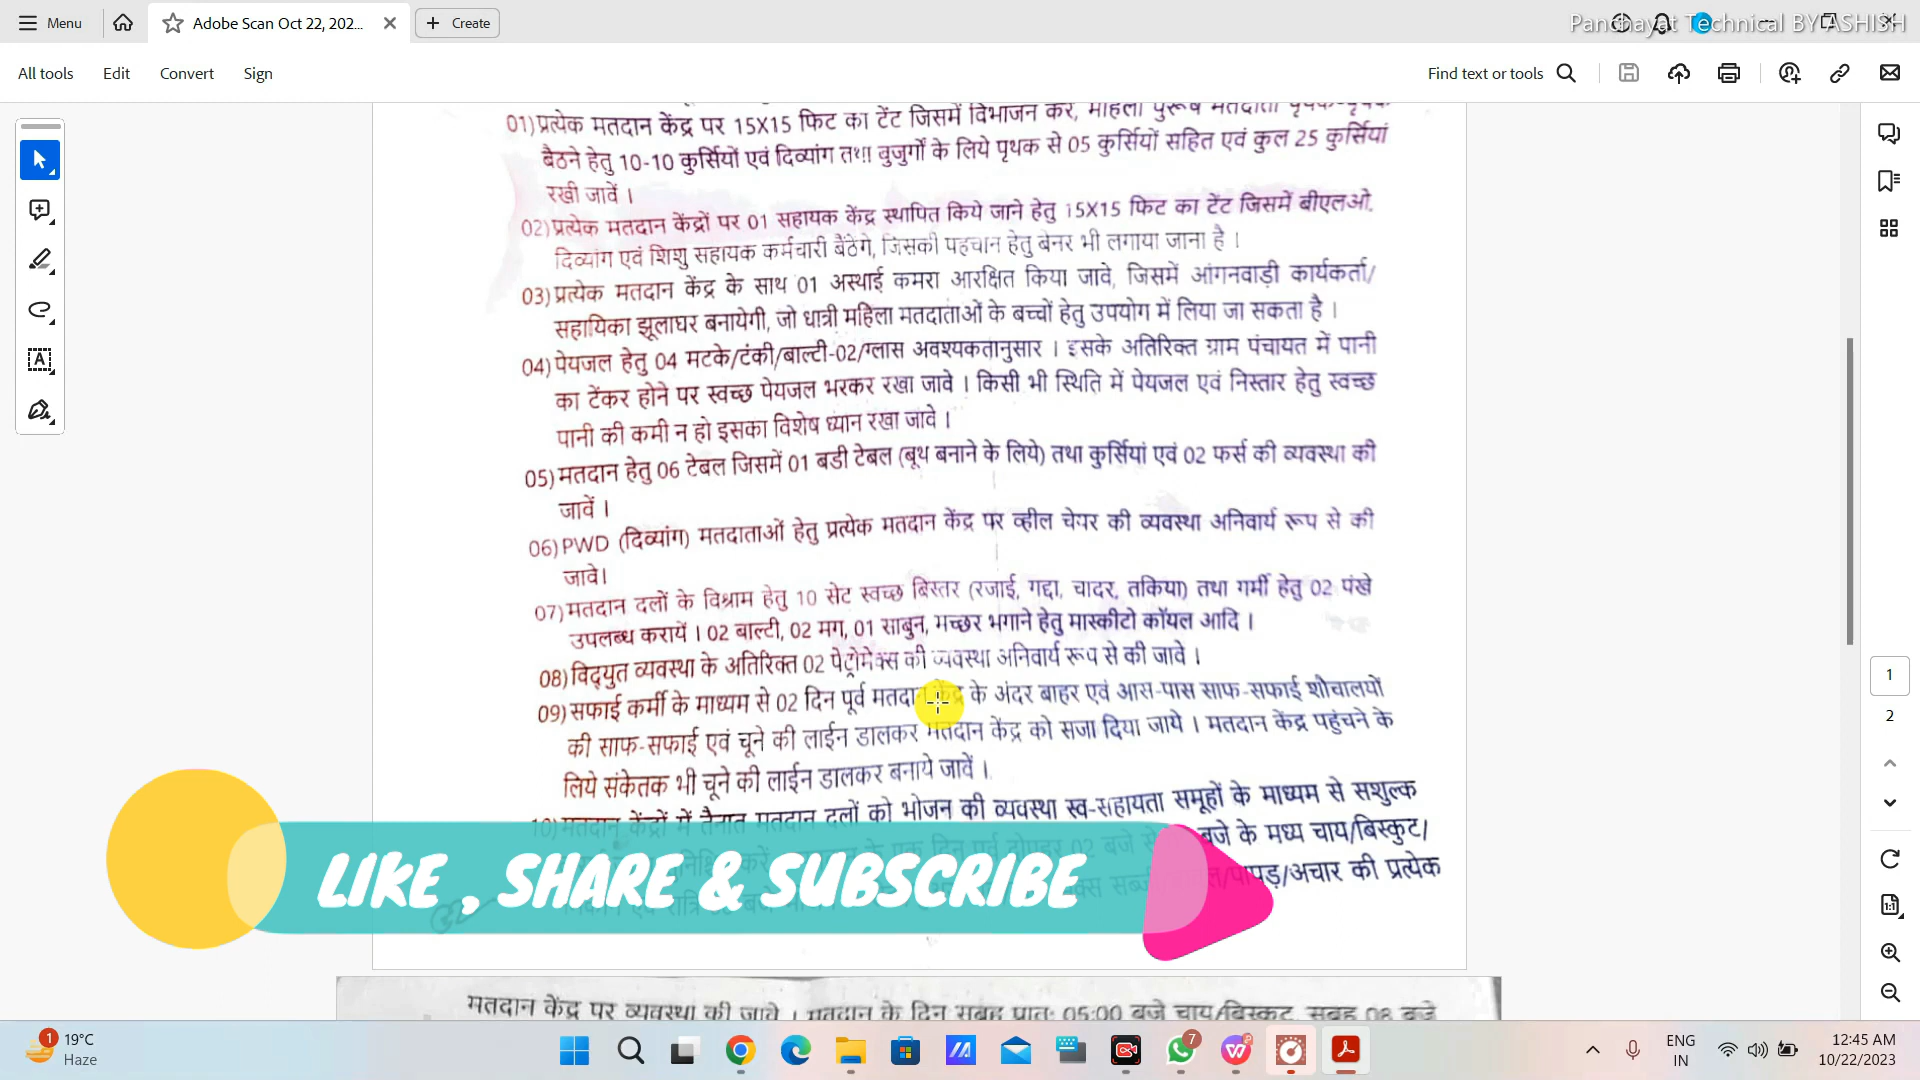 Menu
Adobe Scan Oct 22, 202...
Create
Panchayat Technical BY ASHISH
All tools
Edit
Convert
Sign
Find text or tools
01) प्रत्येक मतदान केंद्र पर 15X15 फिट का टेंट जिसमें विभाजन कर, महिला पुरूष मतदाता पृथक-पृथक
बैठने हेतु 10-10 कुर्सियों एवं दिव्यांग तथा बुजुर्गों के लिये पृथक से 05 कुर्सियों सहित एवं कुल 25 कुर्सियां
रखी जावें ।
02) प्रत्येक मतदान केंद्रों पर 01 सहायक केंद्र स्थापित किये जाने हेतु 15X15 फिट का टेंट जिसमें बीएलओ,
दिव्यांग एवं शिशु सहायक कर्मचारी बैंठेगे, जिसकी पहचान हेतु बेनर भी लगाया जाना है ।
03) प्रत्येक मतदान केंद्र के साथ 01 अस्थाई कमरा आरक्षित किया जावे, जिसमें आंगनवाड़ी कार्यकर्ता/
सहायिका झूलाघर बनायेगी, जो धात्री महिला मतदाताओं के बच्चों हेतु उपयोग में लिया जा सकता है ।
04) पेयजल हेतु 04 मटके/टंकी/बाल्टी-02/ग्लास अवश्यकतानुसार । इसके अतिरिक्त ग्राम पंचायत में पानी
का टेंकर होने पर स्वच्छ पेयजल भरकर रखा जावे । किसी भी स्थिति में पेयजल एवं निस्तार हेतु स्वच्छ
पानी की कमी न हो इसका विशेष ध्यान रखा जावे ।
05) मतदान हेतु 06 टेबल जिसमें 01 बडी टेबल (बूथ बनाने के लिये) तथा कुर्सियां एवं 02 फर्स की व्यवस्था की
जावें ।
06) PWD (दिव्यांग) मतदाताओं हेतु प्रत्येक मतदान केंद्र पर व्हील चेयर की व्यवस्था अनिवार्य रूप से की
जावे।
07) मतदान दलों के विश्राम हेतु 10 सेट स्वच्छ बिस्तर (रजाई, गद्दा, चादर, तकिया) तथा गर्मी हेतु 02 पंखे
उपलब्ध करायें । 02 बाल्टी, 02 मग, 01 साबुन, मच्छर भगाने हेतु मास्कीटो कॉयल आदि ।
08) विद्युत व्यवस्था के अतिरिक्त 02 पेट्रोमेक्स की व्यवस्था अनिवार्य रूप से की जावे ।
09) सफाई कर्मी के माध्यम से 02 दिन पूर्व मतदान केंद्र के अंदर बाहर एवं आस-पास साफ-सफाई शौचालयों
की साफ-सफाई एवं चूने की लाईन डालकर मतदान केंद्र को सजा दिया जाये । मतदान केंद्र पहुंचने के
लिये संकेतक भी चूने की लाईन डालकर बनाये जावें ।
10) मतदान केंद्रों में तैनात मतदान दलों को भोजन की व्यवस्था स्व-सहायता समूहों के माध्यम से सशुल्क
बजे के मध्य चाय/बिस्कुट/
/पापड़/अचार की प्रत्येक
LIKE , SHARE & SUBSCRIBE
मतदान केंद्र पर व्यवस्था की जावे । मतदान के दिन सुबह प्रातः 05:00 बजे चाय/बिस्कुट, सुबह 08 बजे
1
2
1
19°C
Haze
7
ENG
IN
12:45 AM
10/22/2023